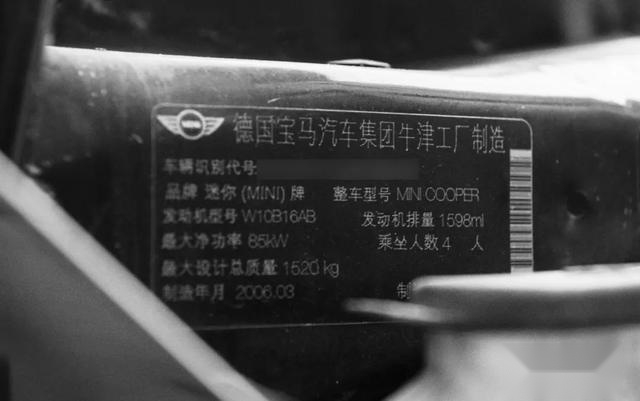 德国宝马汽车集团牛津工厂制造
车辆识别代号
品牌 迷你 (MINI) 牌 整车型号 MINI COOPER
发动机型号 W10B16AB 发动机排量 1598ml
最大净功率 85kW 乘坐人数 4 人
最大设计总质量 1520 kg
制造年月 2006.03 制